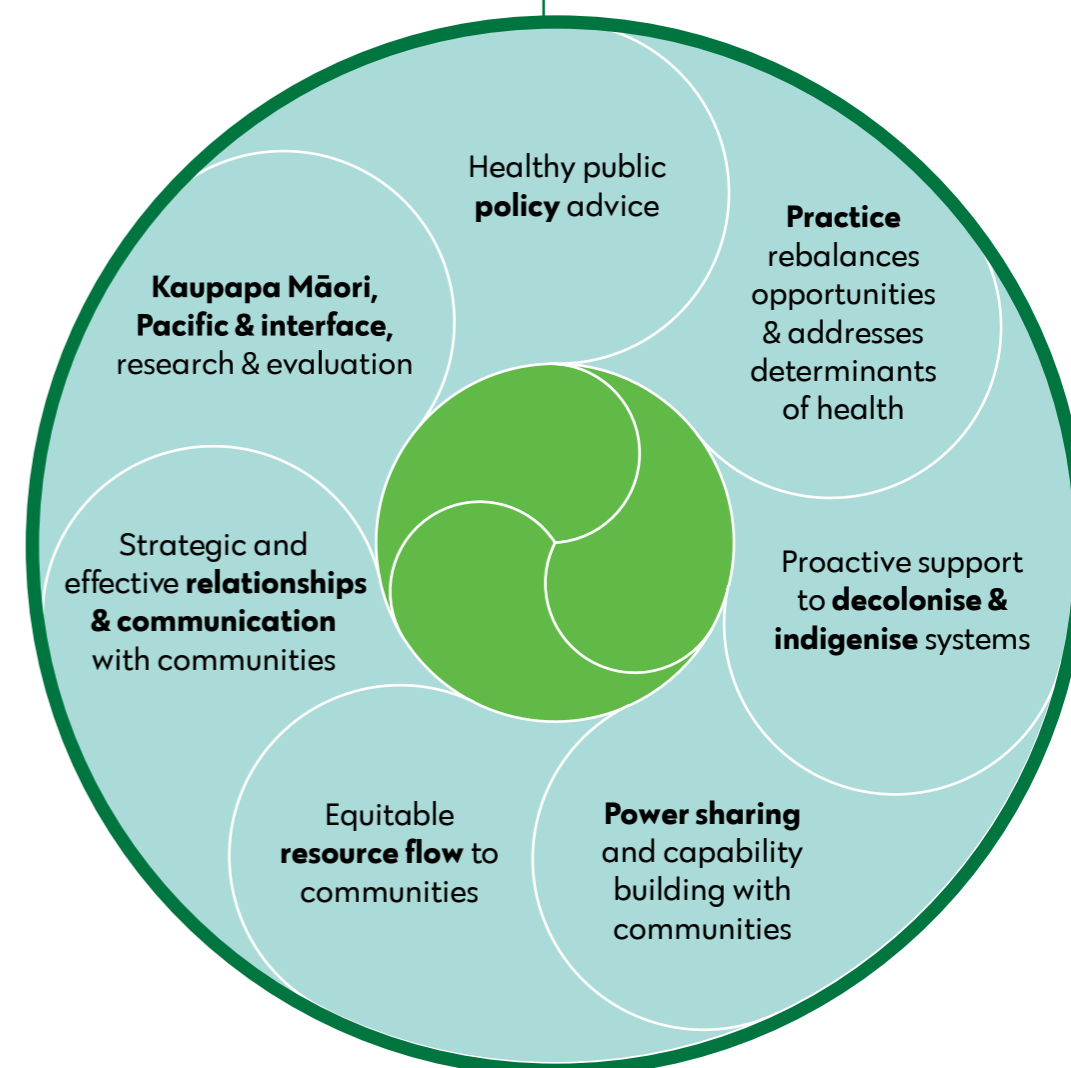 Healthy public
policy advice
Practice
rebalances
opportunities
& addresses
determinants
of health
Proactive support
to decolonise &
indigenise systems
Power sharing
and capability
building with
communities
Equitable
resource flow to
communities
Strategic and
effective relationships
& communication
with communities
Kaupapa Māori,
Pacific & interface,
research & evaluation